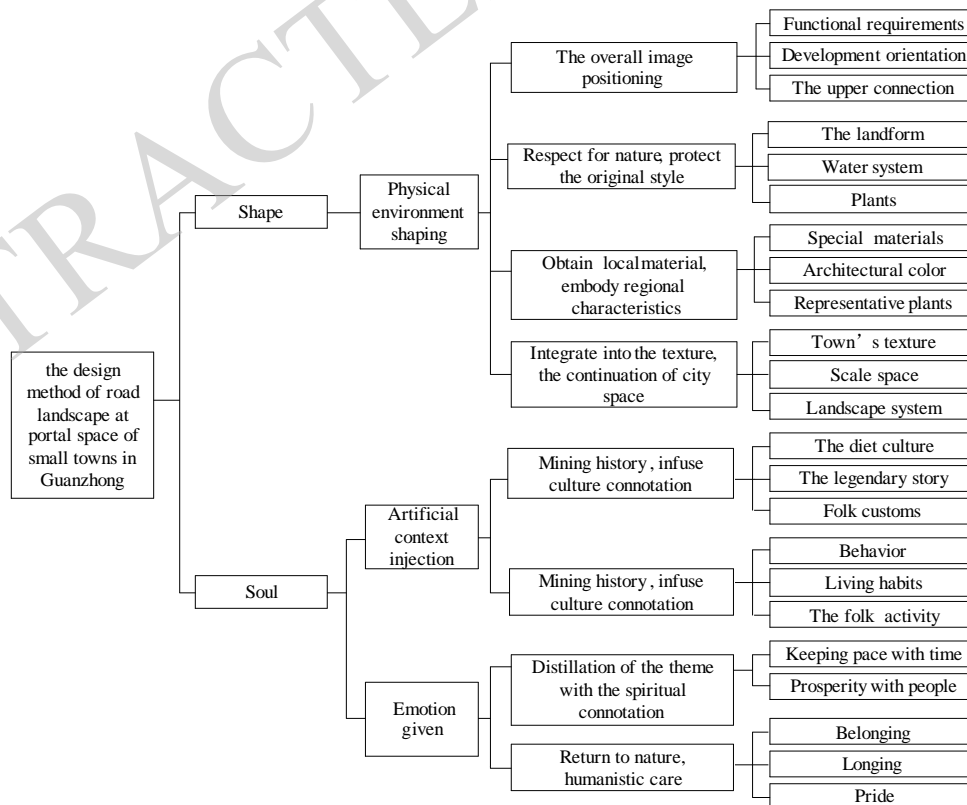 the design
method of road
landscape at
portal space of
small towns in
Guanzhong
Shape
Physical
environment
shaping
The overall image
positioning
Functional requirements
Development orientation
The upper connection
Respect for nature, protect
the original style
The landform
Water system
Plants
Obtain local material,
embody regional
characteristics
Special materials
Architectural color
Representative plants
Integrate into the texture,
the continuation of city
space
Town's texture
Scale space
Landscape system
Soul
Artificial
context
injection
Mining history, infuse
culture connotation
The diet culture
The legendary story
Folk customs
Mining history, infuse
culture connotation
Behavior
Living habits
The folk activity
Emotion
given
Distillation of the theme
with the spiritual
connotation
Keeping pace with time
Prosperity with people
Return to nature,
humanistic care
Belonging
Longing
Pride